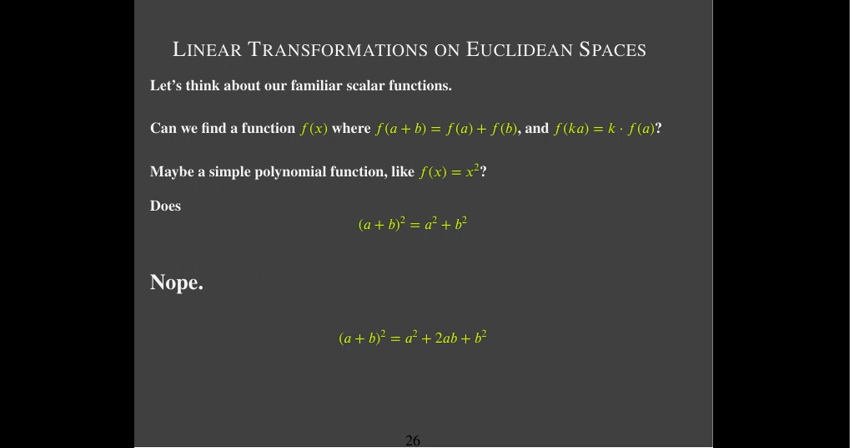 LINEAR TRANSFORMATIONS ON EUCLIDEAN SPACES
Let's think about our familiar scalar functions.
Can we find a function f(x) where f(a + b) = f(a) + f(b), and f(ka) = k · f(a)?
Maybe a simple polynomial function, like f(x) = x²?
Does
(a + b)² = a² + b²
Nope.
(a + b)² = a² + 2ab + b²
26